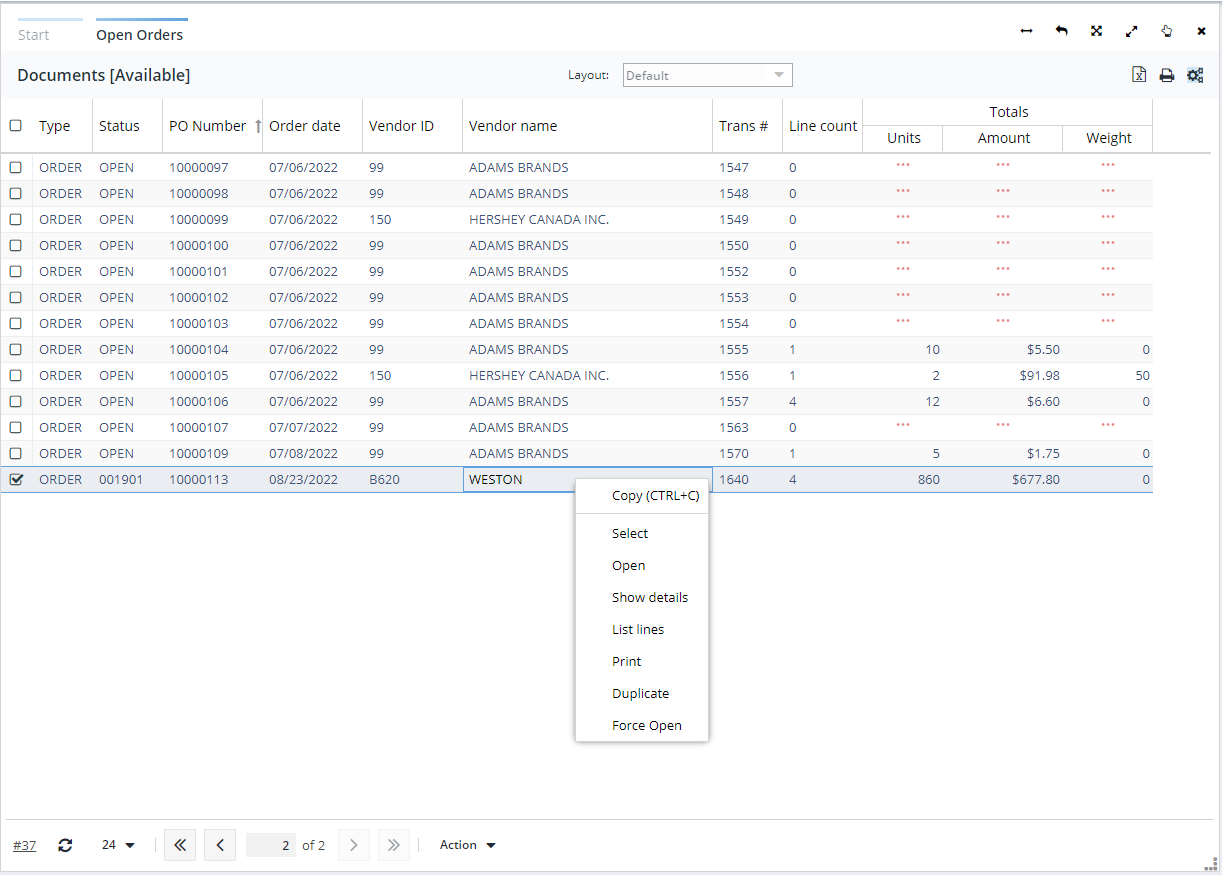 Start Open Orders
Documents [Available] Layout: Default
Totals
Type Status PO Number Order date Vendor ID Vendor name Trans # Line count
Units Amount Weight
ORDER OPEN 10000097 07/06/2022 99 ADAMS BRANDS 1547 0 *** *** ***
ORDER OPEN 10000098 07/06/2022 99 ADAMS BRANDS 1548 0 *** *** ***
ORDER OPEN 10000099 07/06/2022 150 HERSHEY CANADA INC. 1549 0 *** *** ***
ORDER OPEN 10000100 07/06/2022 99 ADAMS BRANDS 1550 0 *** *** ***
ORDER OPEN 10000101 07/06/2022 99 ADAMS BRANDS 1552 0 *** *** ***
ORDER OPEN 10000102 07/06/2022 99 ADAMS BRANDS 1553 0 *** *** ***
ORDER OPEN 10000103 07/06/2022 99 ADAMS BRANDS 1554 0 *** *** ***
ORDER OPEN 10000104 07/06/2022 99 ADAMS BRANDS 1555 1 10 $5.50 0
ORDER OPEN 10000105 07/06/2022 150 HERSHEY CANADA INC. 1556 1 2 $91.98 50
ORDER OPEN 10000106 07/06/2022 99 ADAMS BRANDS 1557 4 12 $6.60 0
ORDER OPEN 10000107 07/07/2022 99 ADAMS BRANDS 1563 0 *** *** ***
ORDER OPEN 10000109 07/08/2022 99 ADAMS BRANDS 1570 1 5 $1.75 0
ORDER 001901 10000113 08/23/2022 B620 WESTON 1640 4 860 $677.80 0
Copy (CTRL+C)
Select
Open
Show details
List lines
Print
Duplicate
Force Open
#37 24 2 of 2 Action